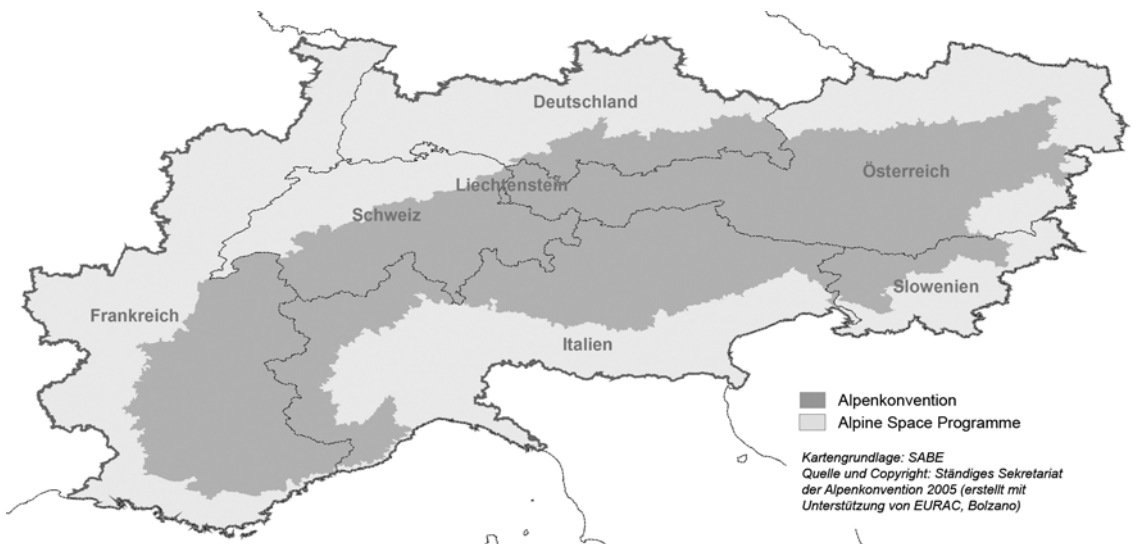 Deutschland
Österreich
Liechtenstein
Schweiz
Slowenien
Frankreich
Italien
Alpenkonvention
Alpine Space Programme
Kartengrundlage: SABE
Quelle und Copyright: Ständiges Sekretariat
der Alpenkonvention 2005 (erstellt mit
Unterstützung von EURAC, Bolzano)